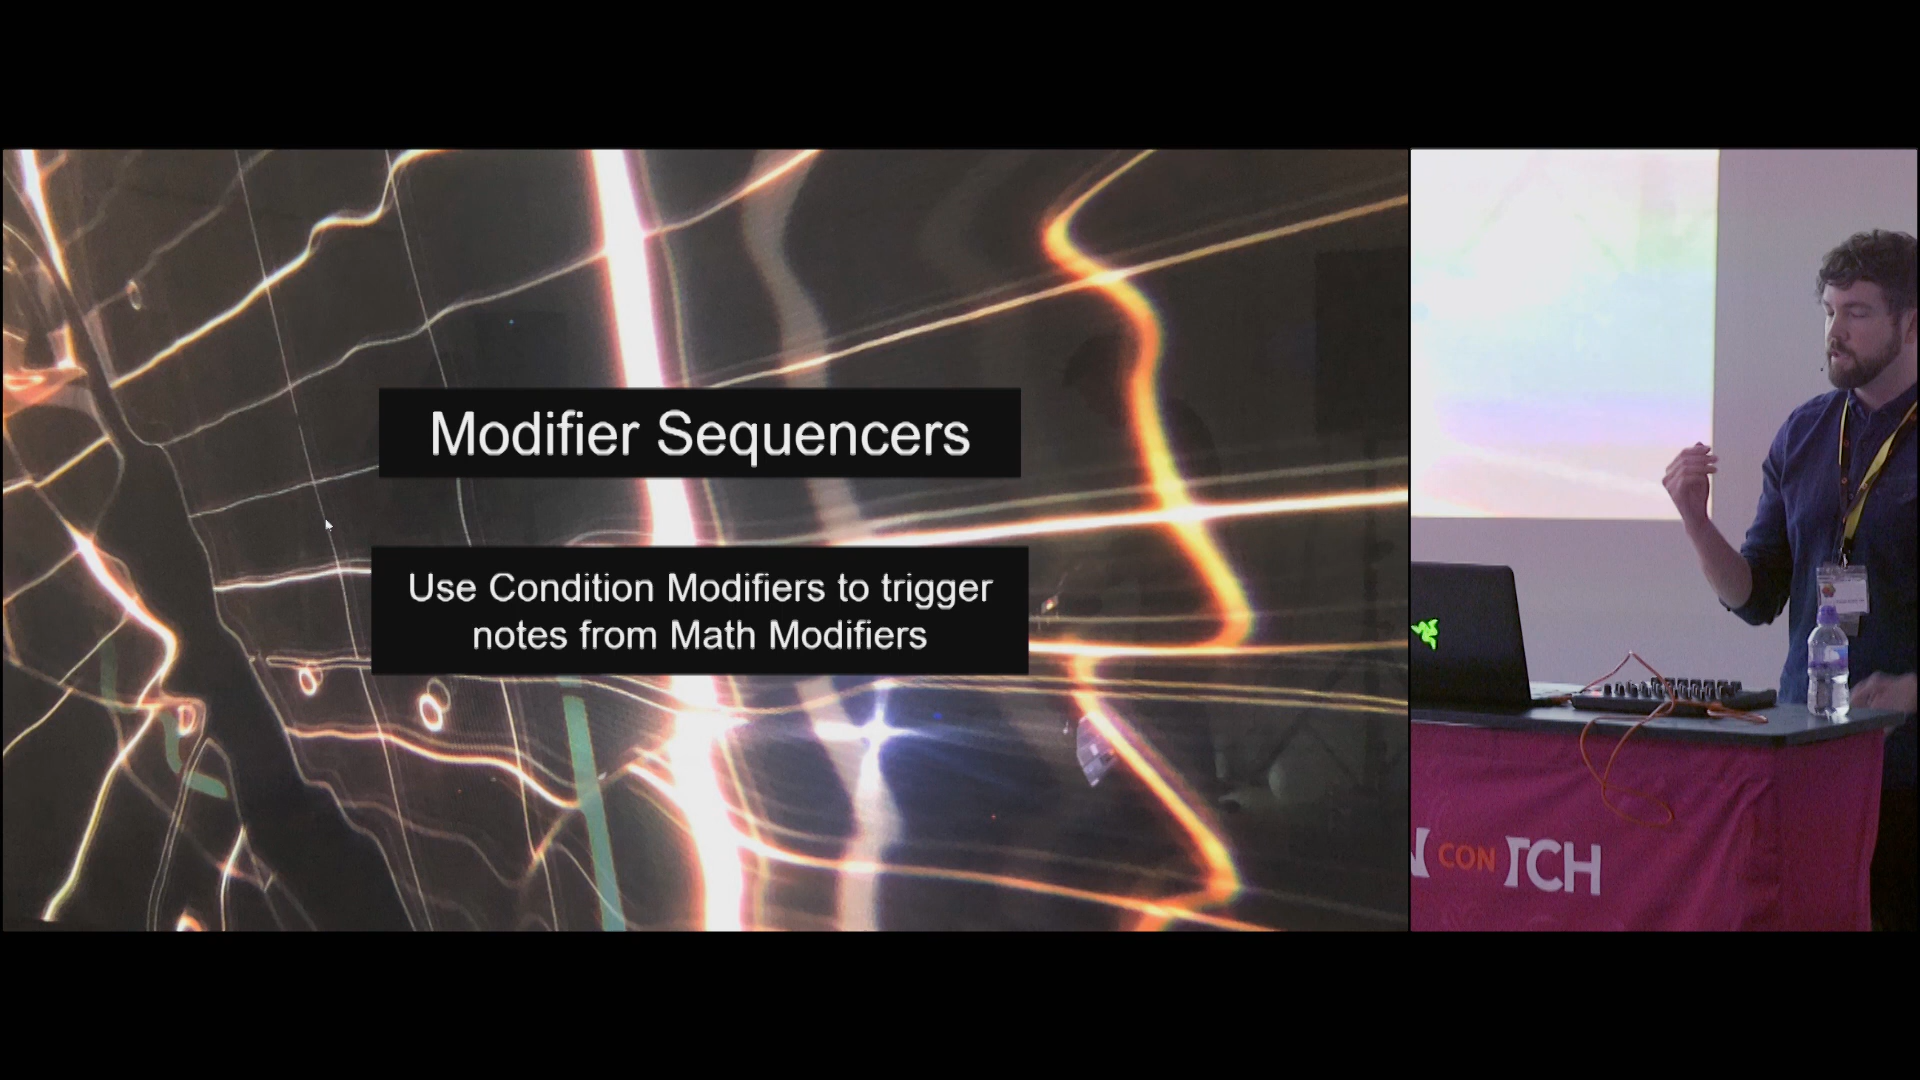 Modifier Sequencers
Use Condition Modifiers to trigger
notes from Math Modifiers
CON TCH